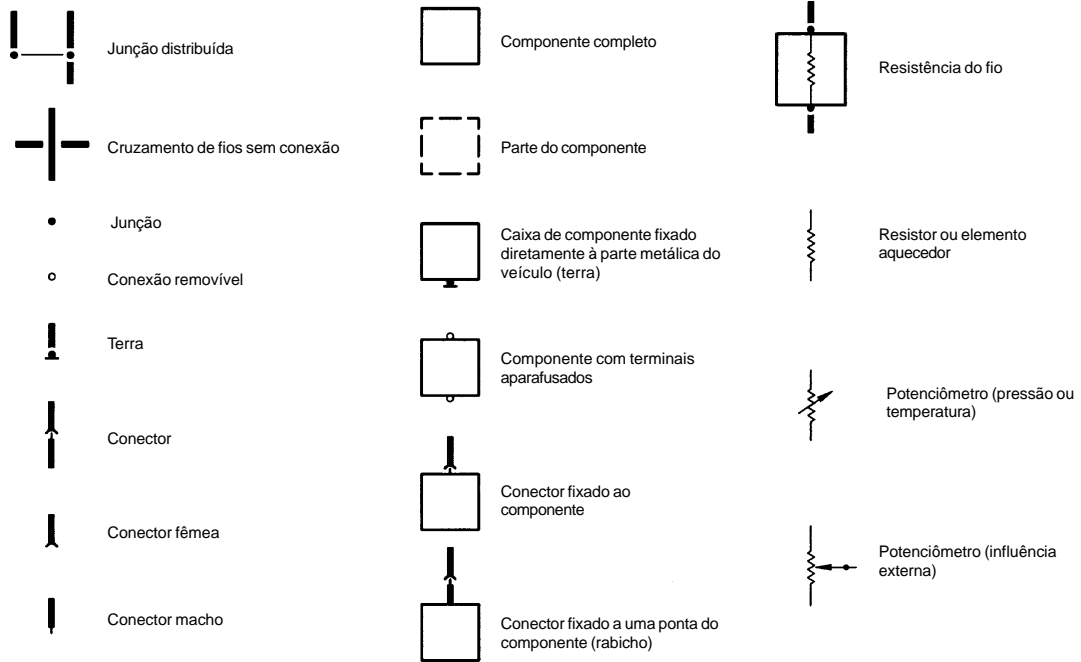 Junção distribuída
Cruzamento de fios sem conexão
Junção
Conexão removível
Terra
Conector
Conector fêmea
Conector macho
Componente completo
Parte do componente
Caixa de componente fixado
diretamente à parte metálica do
veículo (terra)
Componente com terminais
aparafusados
Conector fixado ao
componente
Conector fixado a uma ponta do
componente (rabicho)
Resistência do fio
Resistor ou elemento
aquecedor
Potenciômetro (pressão ou
temperatura)
Potenciômetro (influência
externa)